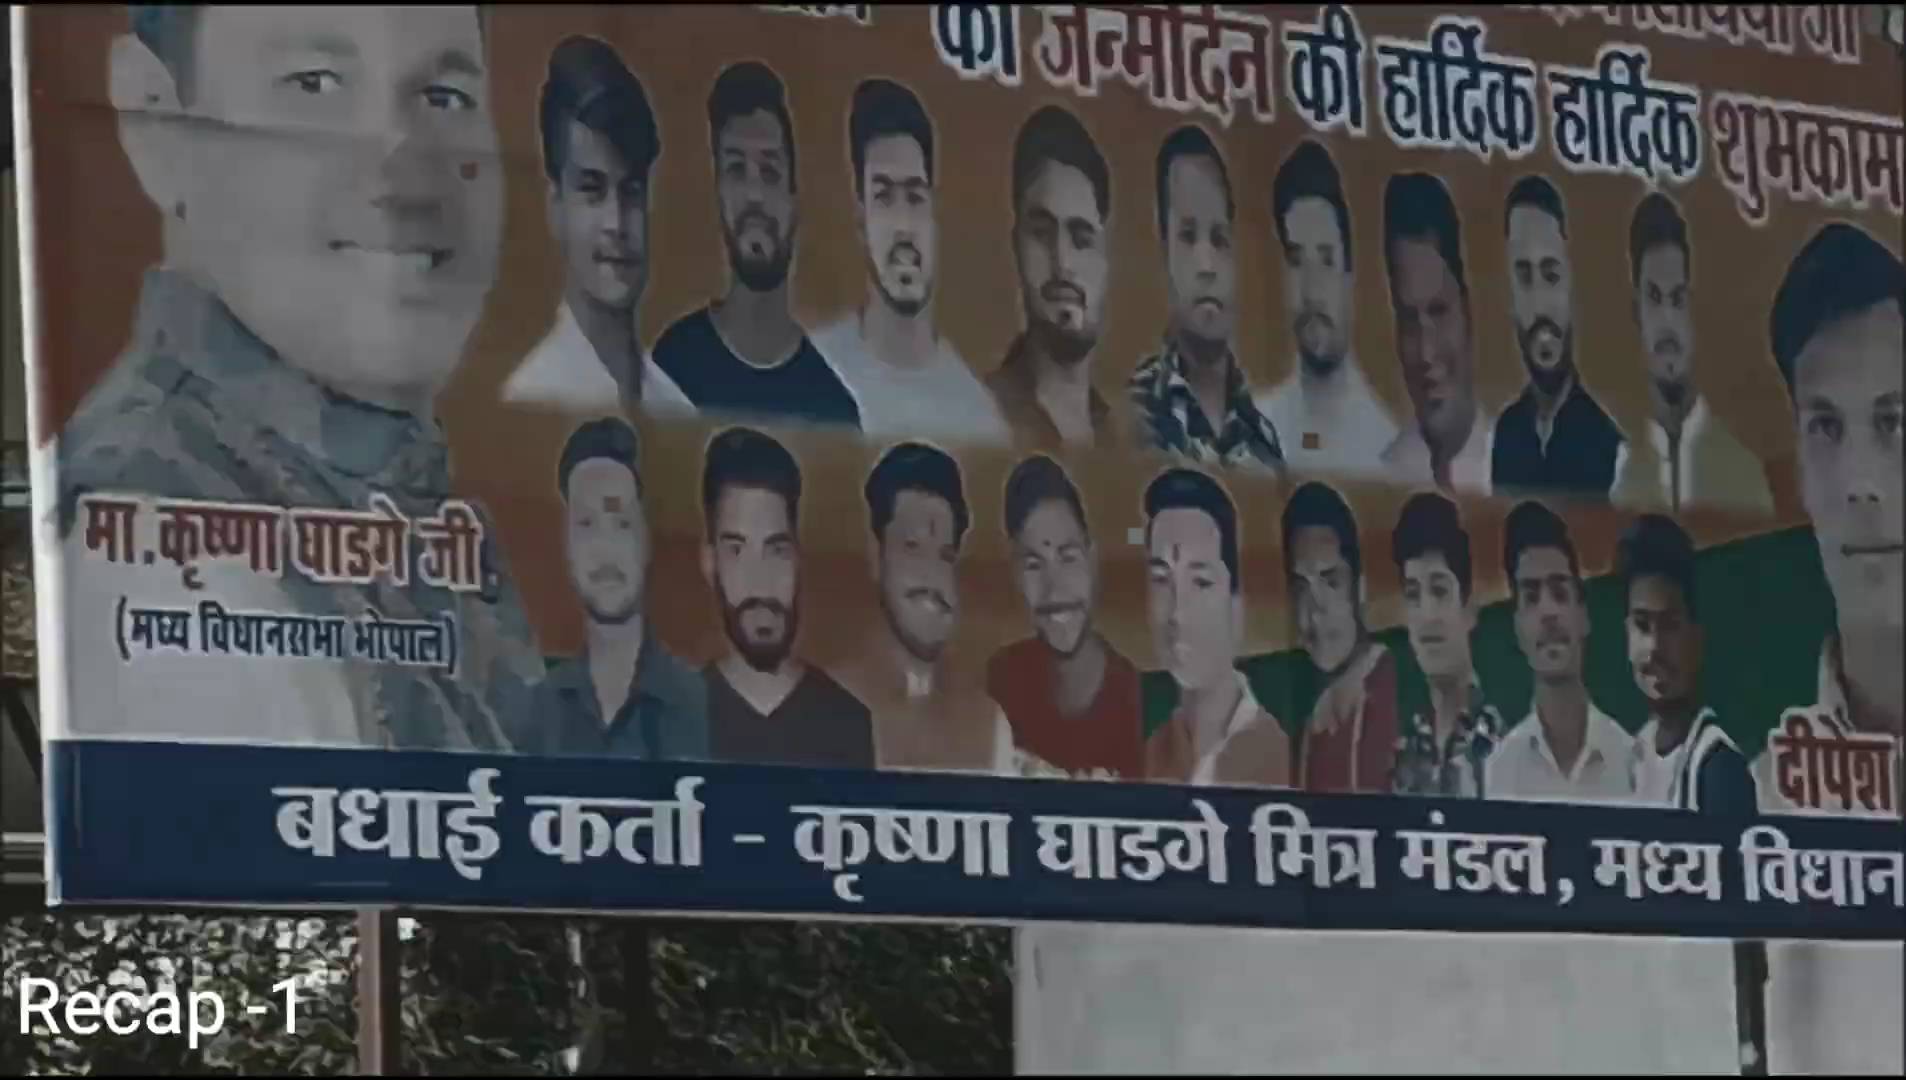 को जन्मदिन की हार्दिक हार्दिक शुभकाम
मा.कृष्णा घाडगे जी
(मध्य विधानसभा भोपाल)
दीपेश
बधाई कर्ता - कृष्णा घाडगे मित्र मंडल, मध्य विधान
Recap -1